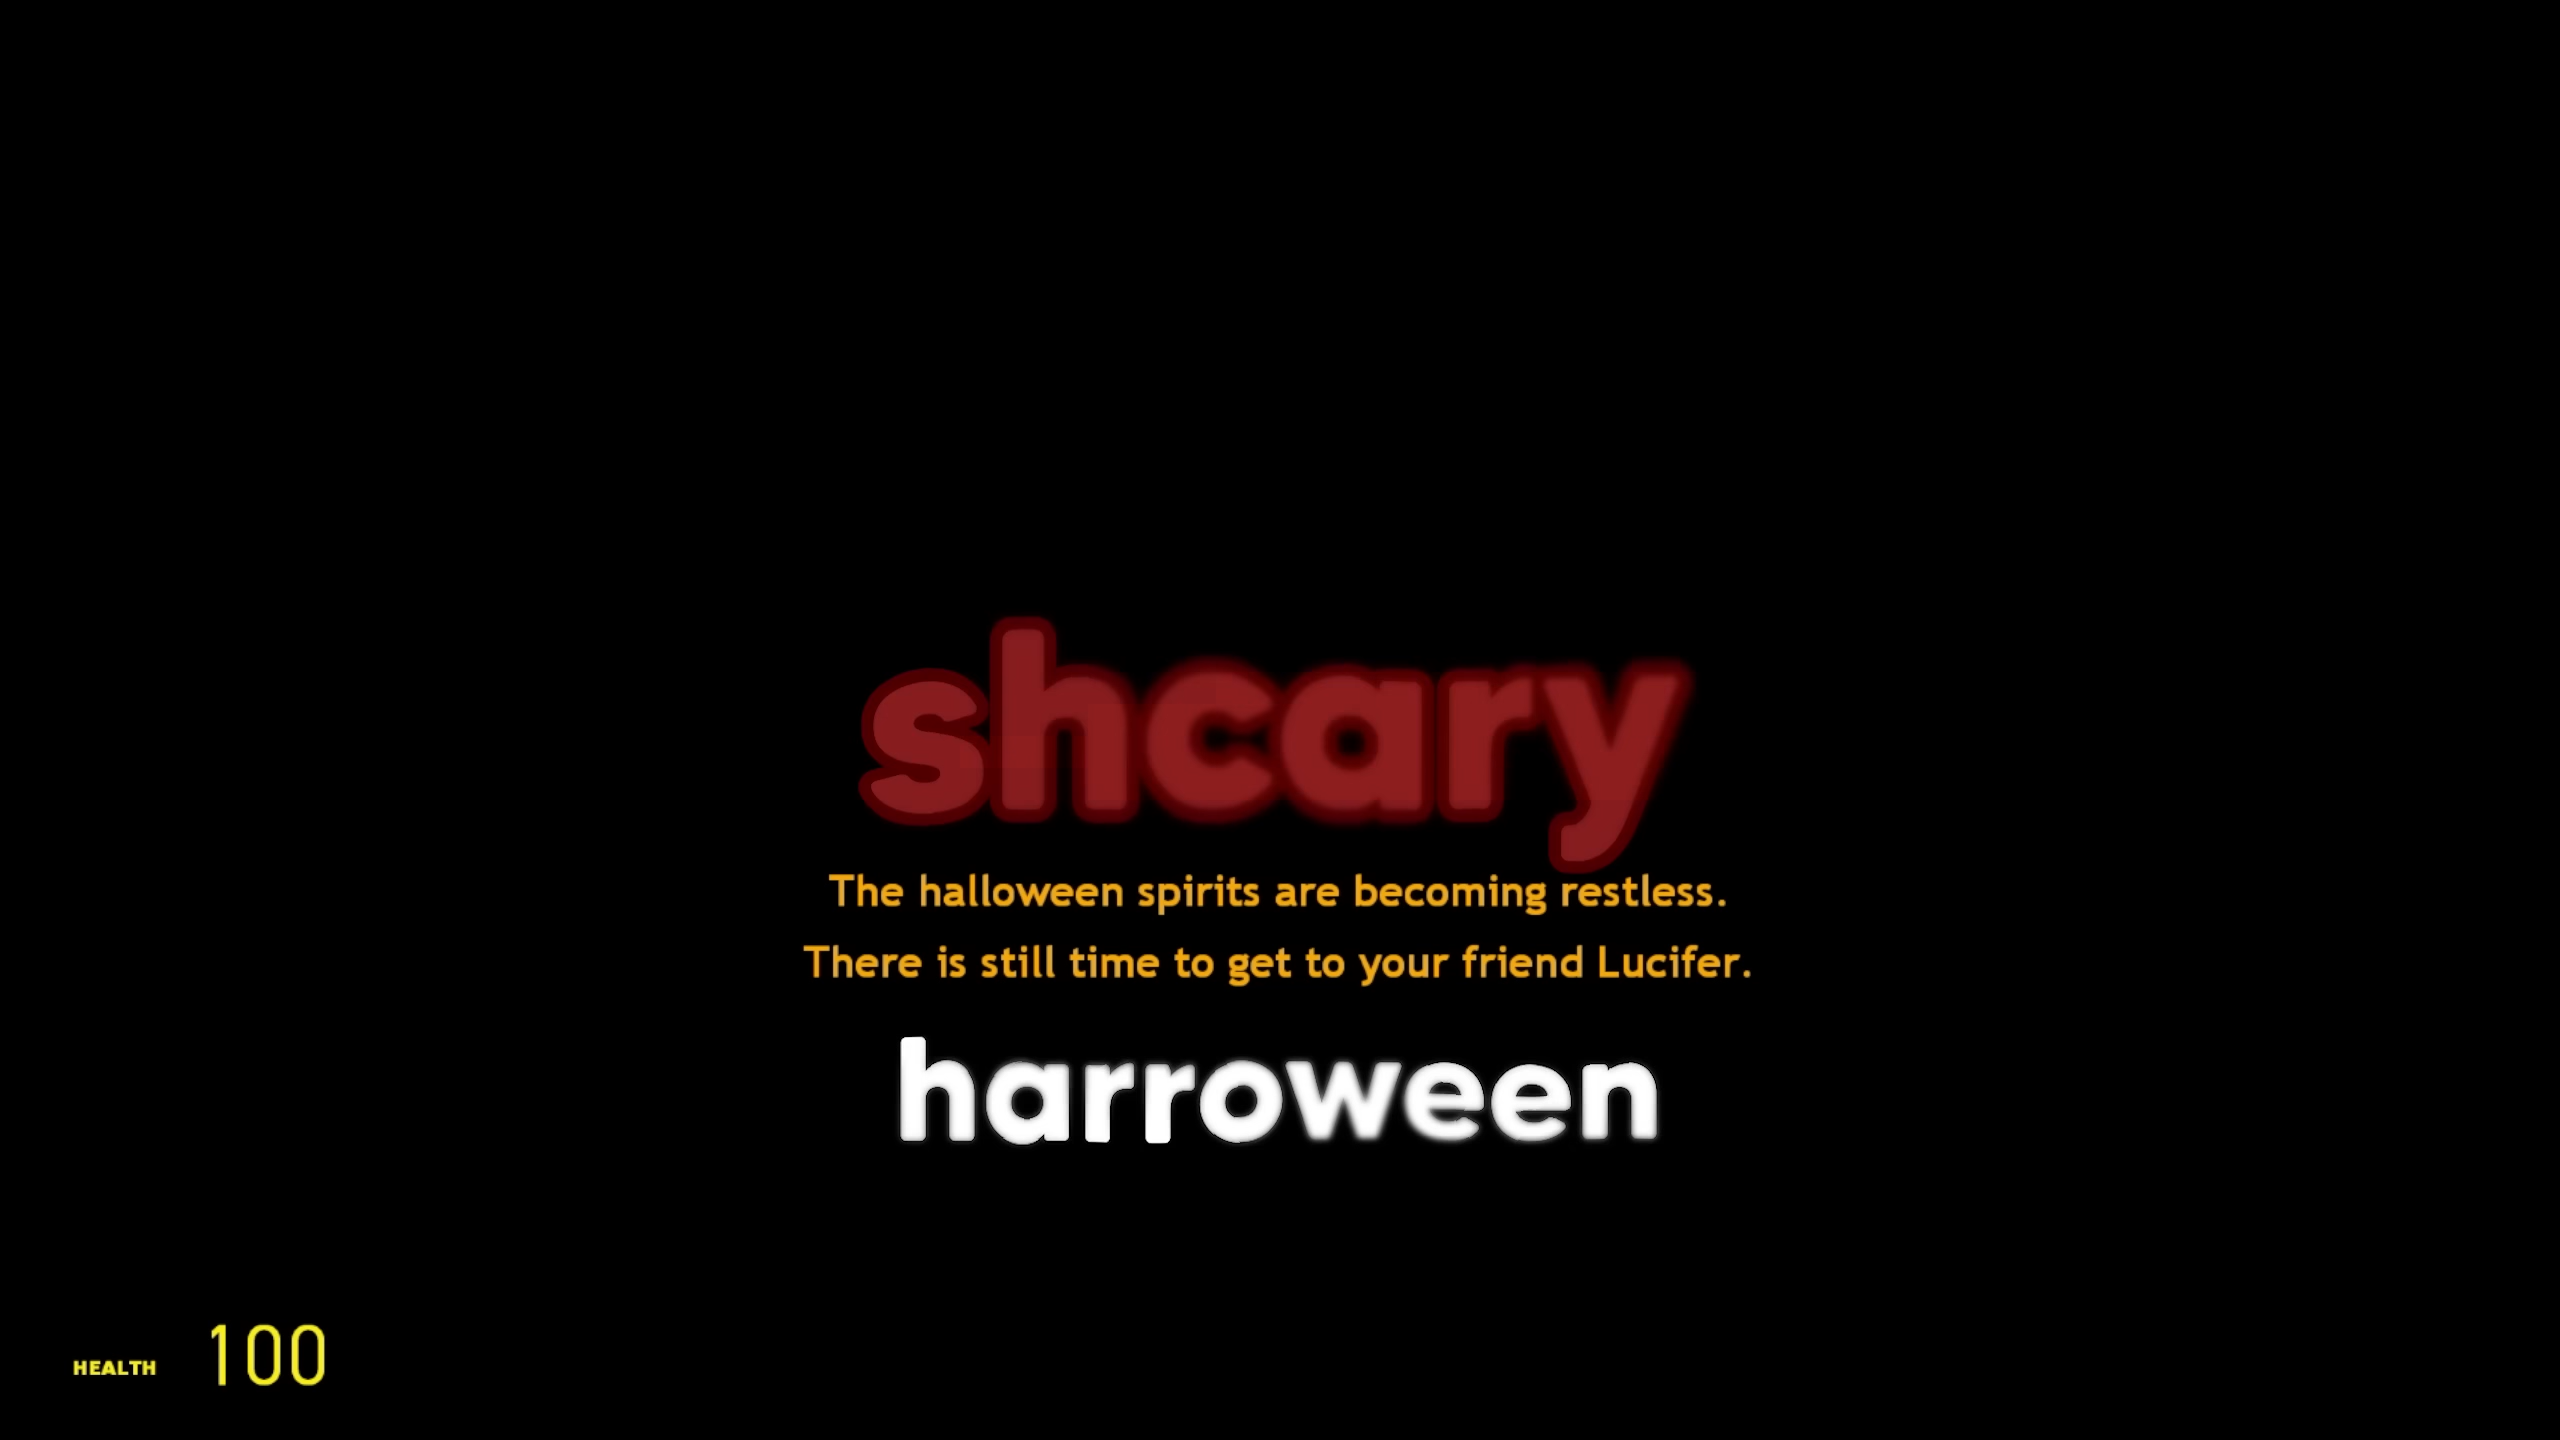 shcary
The halloween spirits are becoming restless.
There is still time to get to your friend Lucifer.
harroween
HEALTH 100